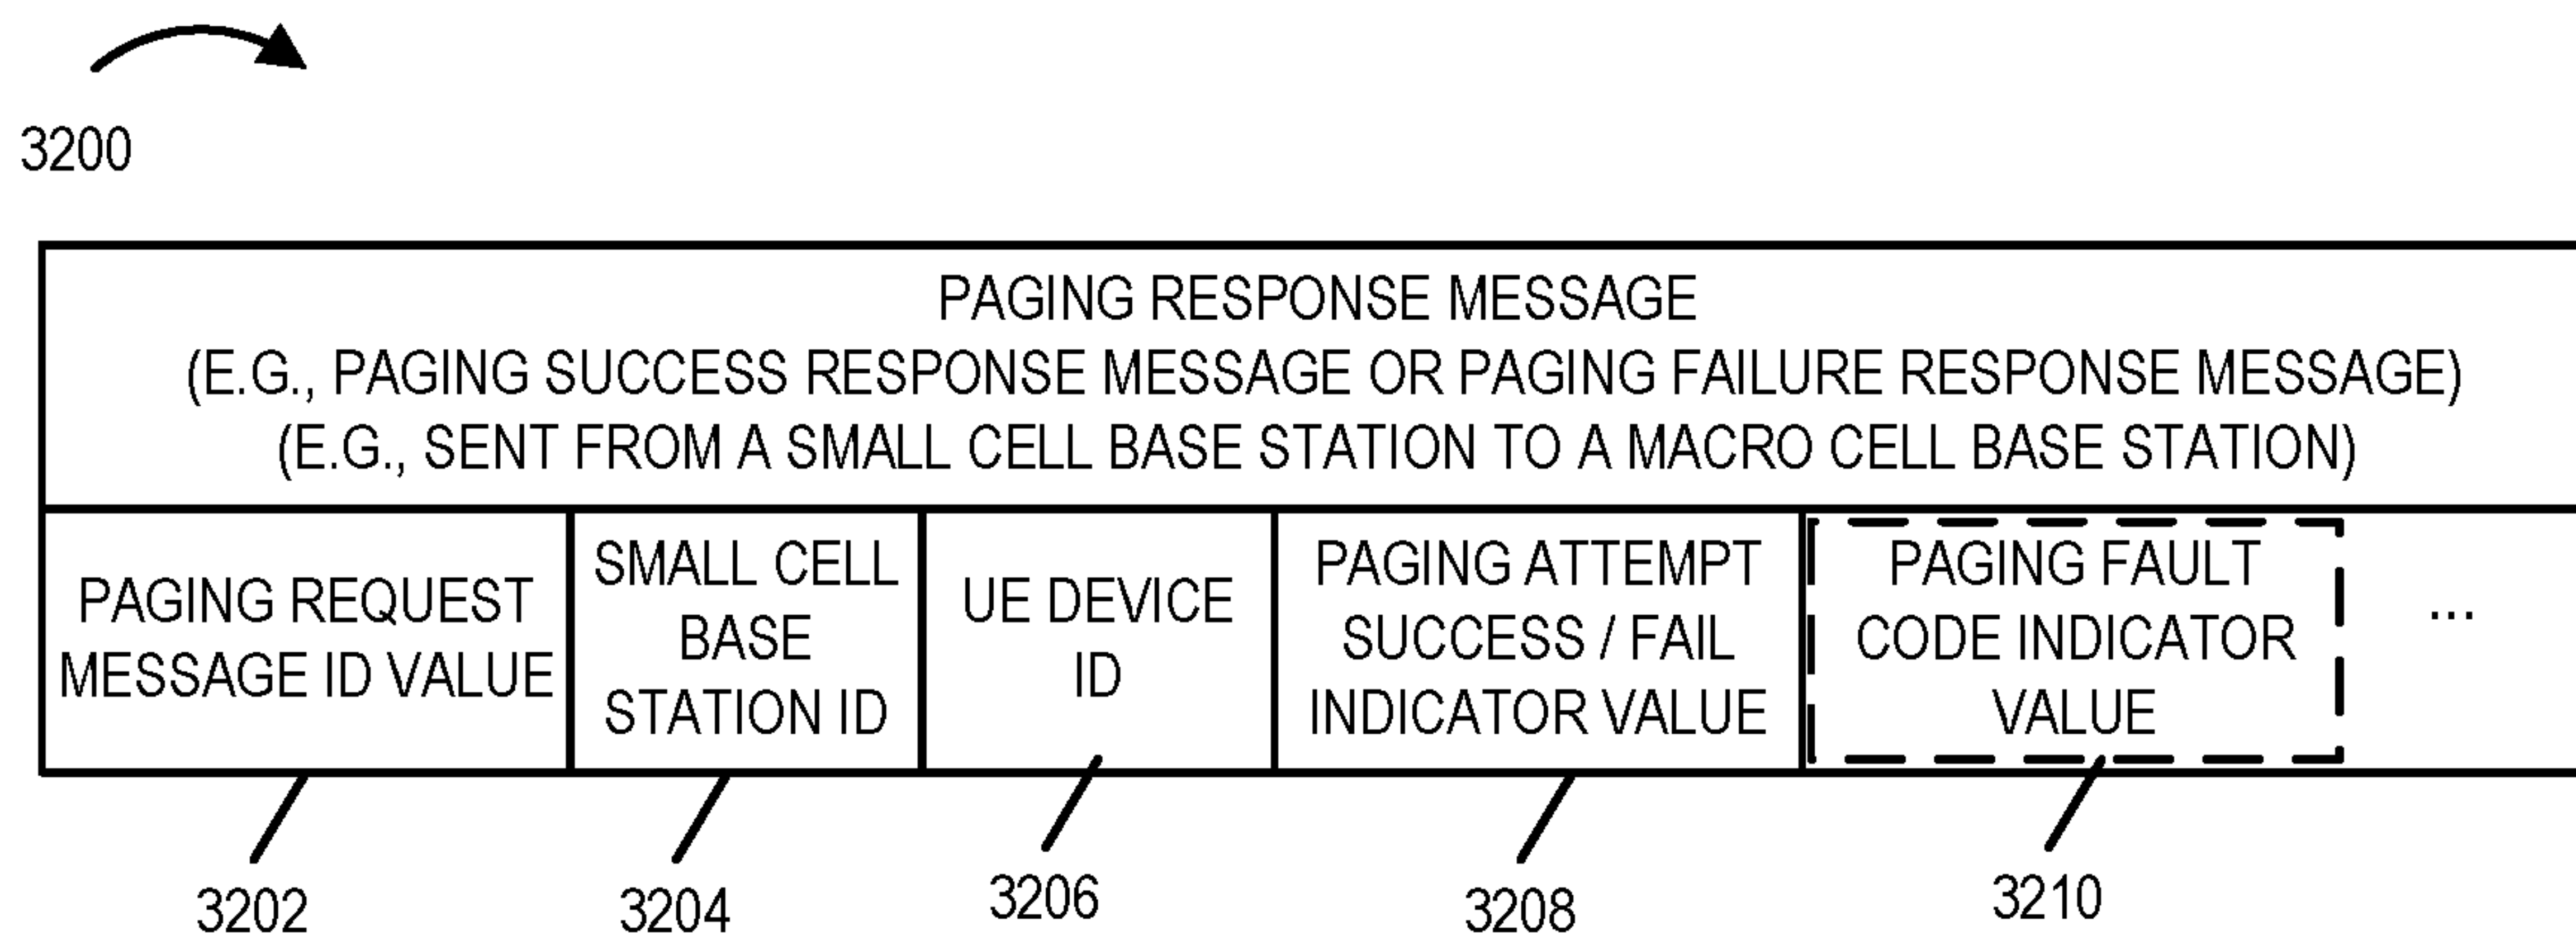 3200
PAGING RESPONSE MESSAGE
(E.G., PAGING SUCCESS RESPONSE MESSAGE OR PAGING FAILURE RESPONSE MESSAGE)
(E.G., SENT FROM A SMALL CELL BASE STATION TO A MACRO CELL BASE STATION)
PAGING REQUEST
MESSAGE ID VALUE
SMALL CELL
BASE
STATION ID
UE DEVICE
ID
PAGING ATTEMPT
SUCCESS / FAIL
INDICATOR VALUE
PAGING FAULT
CODE INDICATOR
VALUE
...
3202
3204
3206
3208
3210